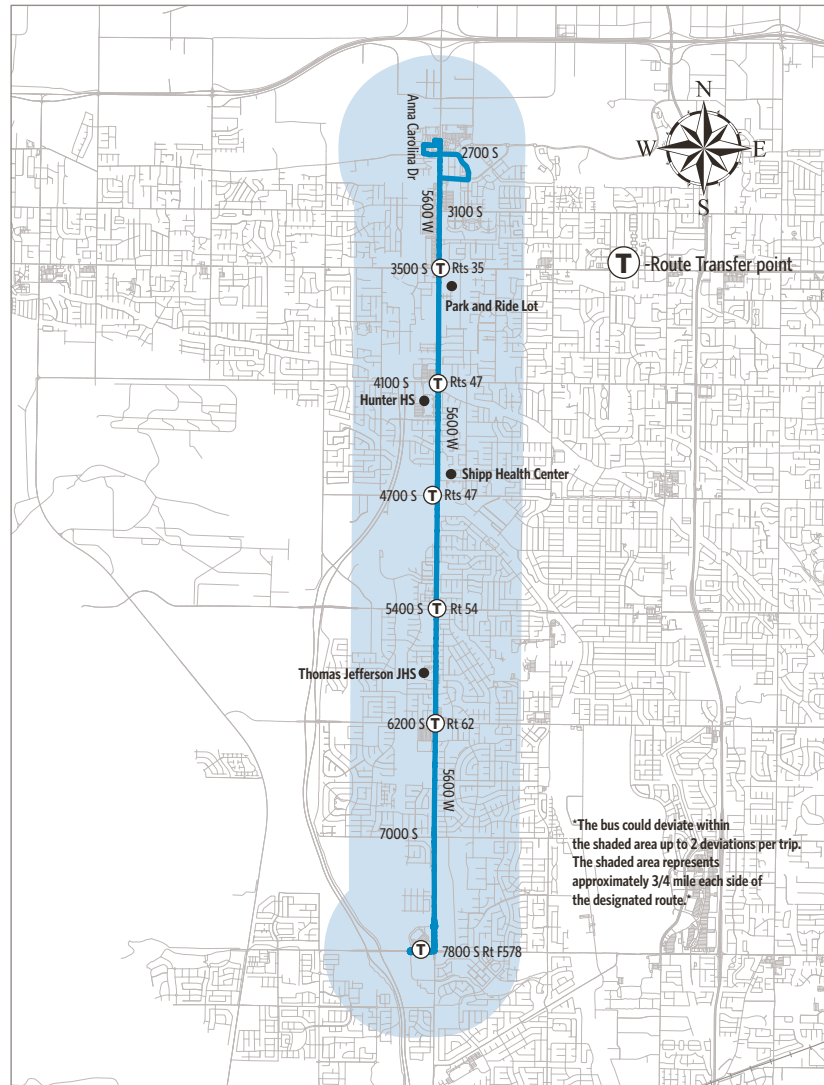 N
W
E
S
Anna Carolina Dr
2700 S
5600 W
3100 S
3500 S
T
Rts 35
T
-Route Transfer point
Park and Ride Lot
4100 S
T
Rts 47
Hunter HS
5600 W
Shipp Health Center
4700 S
T
Rts 47
5400 S
T
Rt 54
Thomas Jefferson JHS
6200 S
T
Rt 62
5600 W
7000 S
"The bus could deviate within
the shaded area up to 2 deviations per trip.
The shaded area represents
approximately 3/4 mile each side of
the designated route."
T
7800 S Rt F578